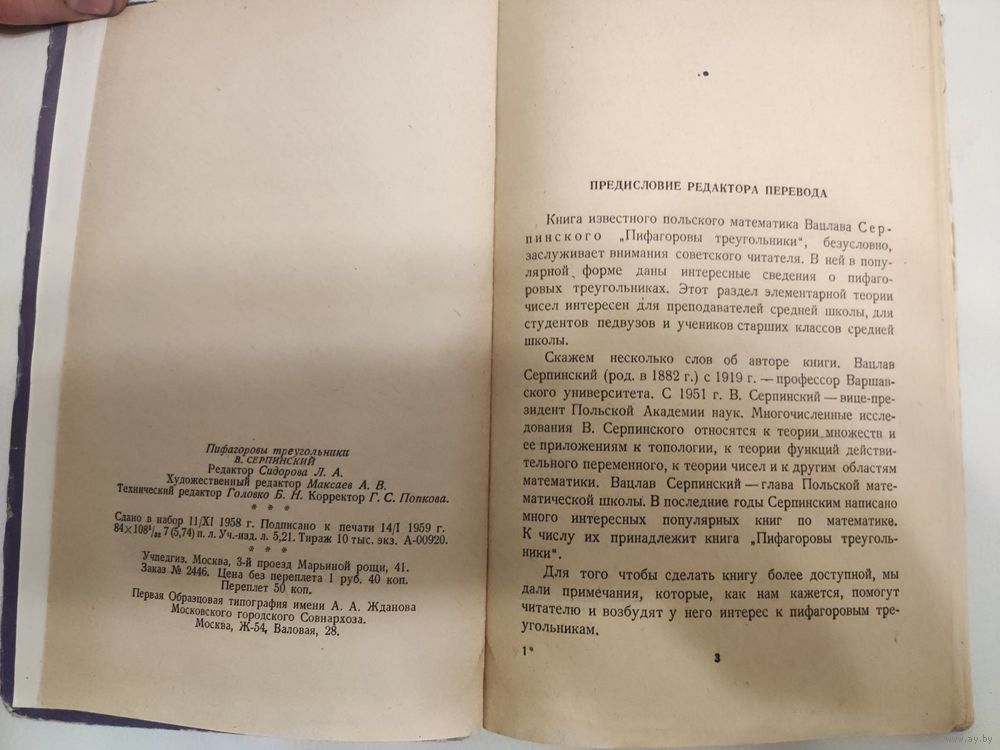 Пифагоровы треугольники
В. СЕРПИНСКИЙ
Редактор Сидорова Л. А.
Художественный редактор Максаев А. В.
Технический редактор Головко Б. Н. Корректор Г. С. Попкова.
* * *
Сдано в набор 11/XI 1958 г. Подписано к печати 14/I 1959 г.
84×108¹/₃₂ 7 (5,74) п. л. Уч.-изд. л. 5,21. Тираж 10 тыс. экз. А-00920.
* * *
Учпедгиз. Москва, 3-й проезд Марьиной рощи, 41.
Заказ № 2446. Цена без переплета 1 руб. 40 коп.
Переплет 50 коп.
Первая Образцовая типография имени А. А. Жданова
Московского городского Совнархоза.
Москва, Ж-54, Валовая, 28.
ПРЕДИСЛОВИЕ РЕДАКТОРА ПЕРЕВОДА
Книга известного польского математика Вацлава Сер-
пинского „Пифагоровы треугольники“, безусловно,
заслуживает внимания советского читателя. В ней в попу-
лярной форме даны интересные сведения о пифаго-
ровых треугольниках. Этот раздел элементарной теории
чисел интересен для преподавателей средней школы, для
студентов педвузов и учеников старших классов средней
школы.
Скажем несколько слов об авторе книги. Вацлав
Серпинский (род. в 1882 г.) с 1919 г. — профессор Варшав-
ского университета. С 1951 г. В. Серпинский — вице-пре-
зидент Польской Академии наук. Многочисленные иссле-
дования В. Серпинского относятся к теории множеств и
ее приложениям к топологии, к теории функций действи-
тельного переменного, к теории чисел и к другим областям
математики. Вацлав Серпинский — глава Польской мате-
матической школы. В последние годы Серпинским написано
много интересных популярных книг по математике.
К числу их принадлежит книга „Пифагоровы треуголь-
ники“.
Для того чтобы сделать книгу более доступной, мы
дали примечания, которые, как нам кажется, помогут
читателю и возбудят у него интерес к пифагоровым тре-
угольникам.
1*
3
www.ay.by